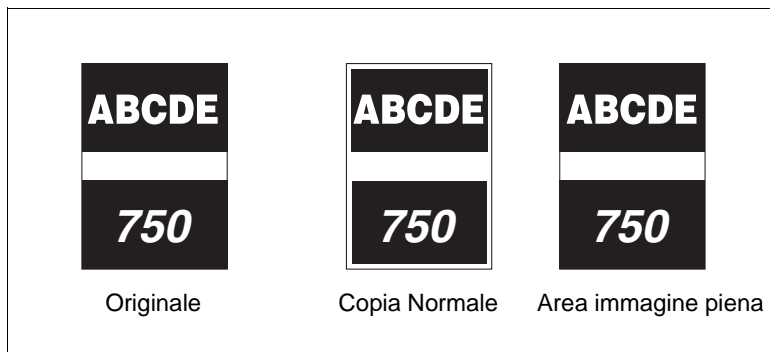 ABCDE ABCDE ABCDE
750 750 750
Originale Copia Normale Area immagine piena